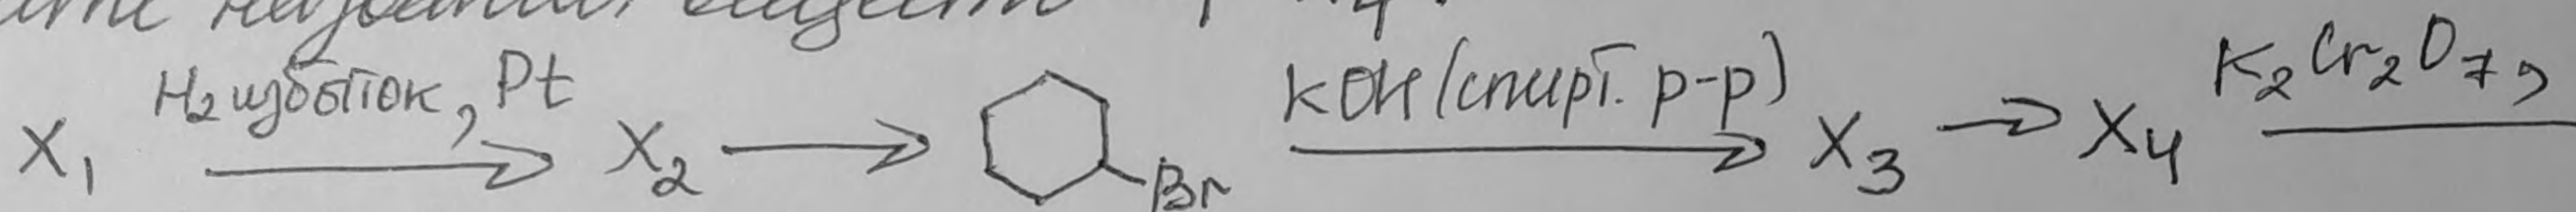 X₁ H₂ избыток, Pt X₂ Br KOH (спирт. р-р) X₃ X₄ K₂Cr₂O₇,